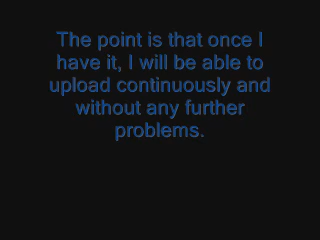 The point is that once I
have it, I will be able to
upload continuously and
without any further
problems.